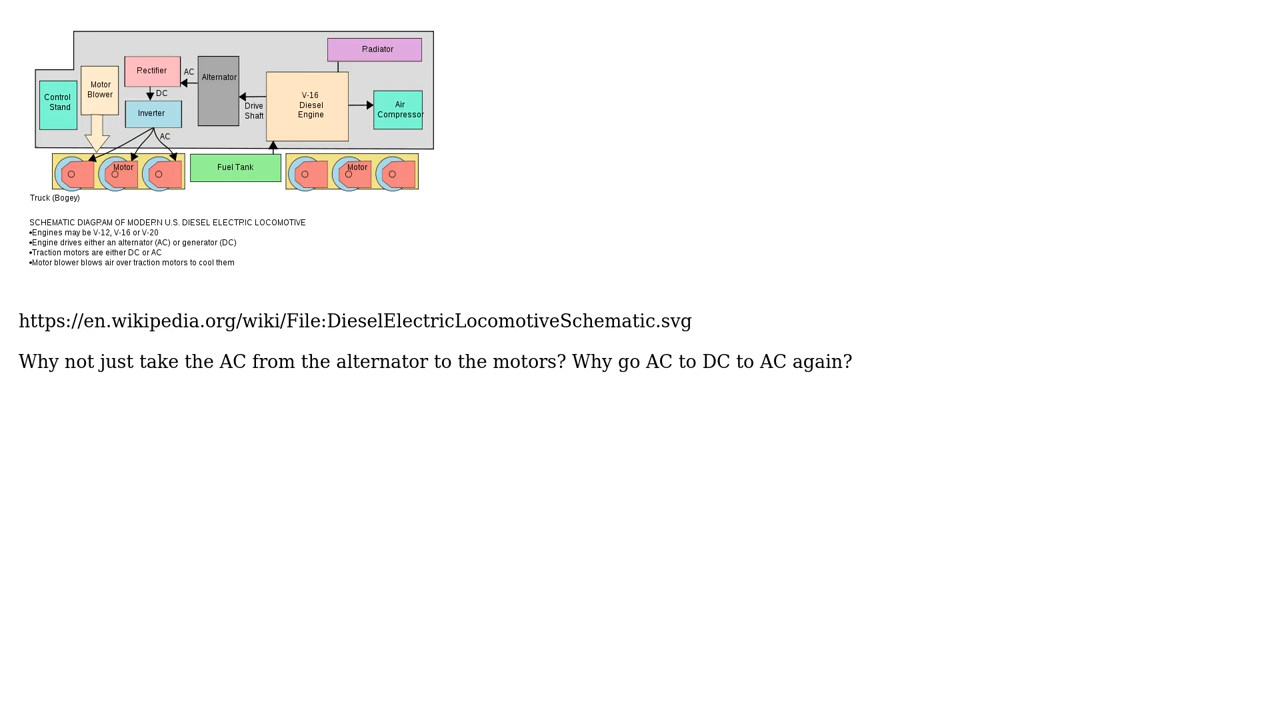 Radiator
Rectifier
AC
Alternator
Motor
Blower
Control
Stand
DC
V-16
Diesel
Engine
Drive
Shaft
Air
Compressor
Inverter
AC
Motor
Fuel Tank
Motor
Truck (Bogey)
SCHEMATIC DIAGRAM OF MODERN U.S. DIESEL ELECTRIC LOCOMOTIVE
•Engines may be V-12, V-16 or V-20
•Engine drives either an alternator (AC) or generator (DC)
•Traction motors are either DC or AC
•Motor blower blows air over traction motors to cool them
https://en.wikipedia.org/wiki/File:DieselElectricLocomotiveSchematic.svg
Why not just take the AC from the alternator to the motors? Why go AC to DC to AC again?